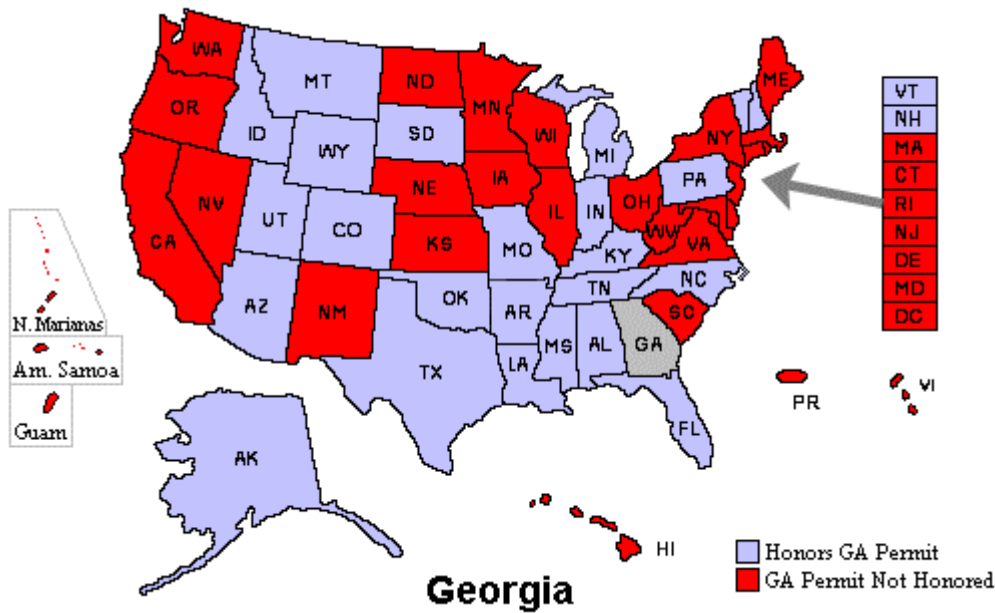 WA
MT
ND
MN
ME
OR
ID
SD
WI
NY
VT
NH
WY
MI
MA
NE
IA
PA
CT
NV
UT
IL
IN
OH
RI
CA
CO
KS
MO
WV
VA
NJ
KY
DE
AZ
NM
OK
AR
TN
NC
MD
SC
DC
N. Marianas
MS
AL
GA
Am. Samoa
TX
LA
PR
VI
Guam
FL
AK
HI
Honors GA Permit
GA Permit Not Honored
Georgia